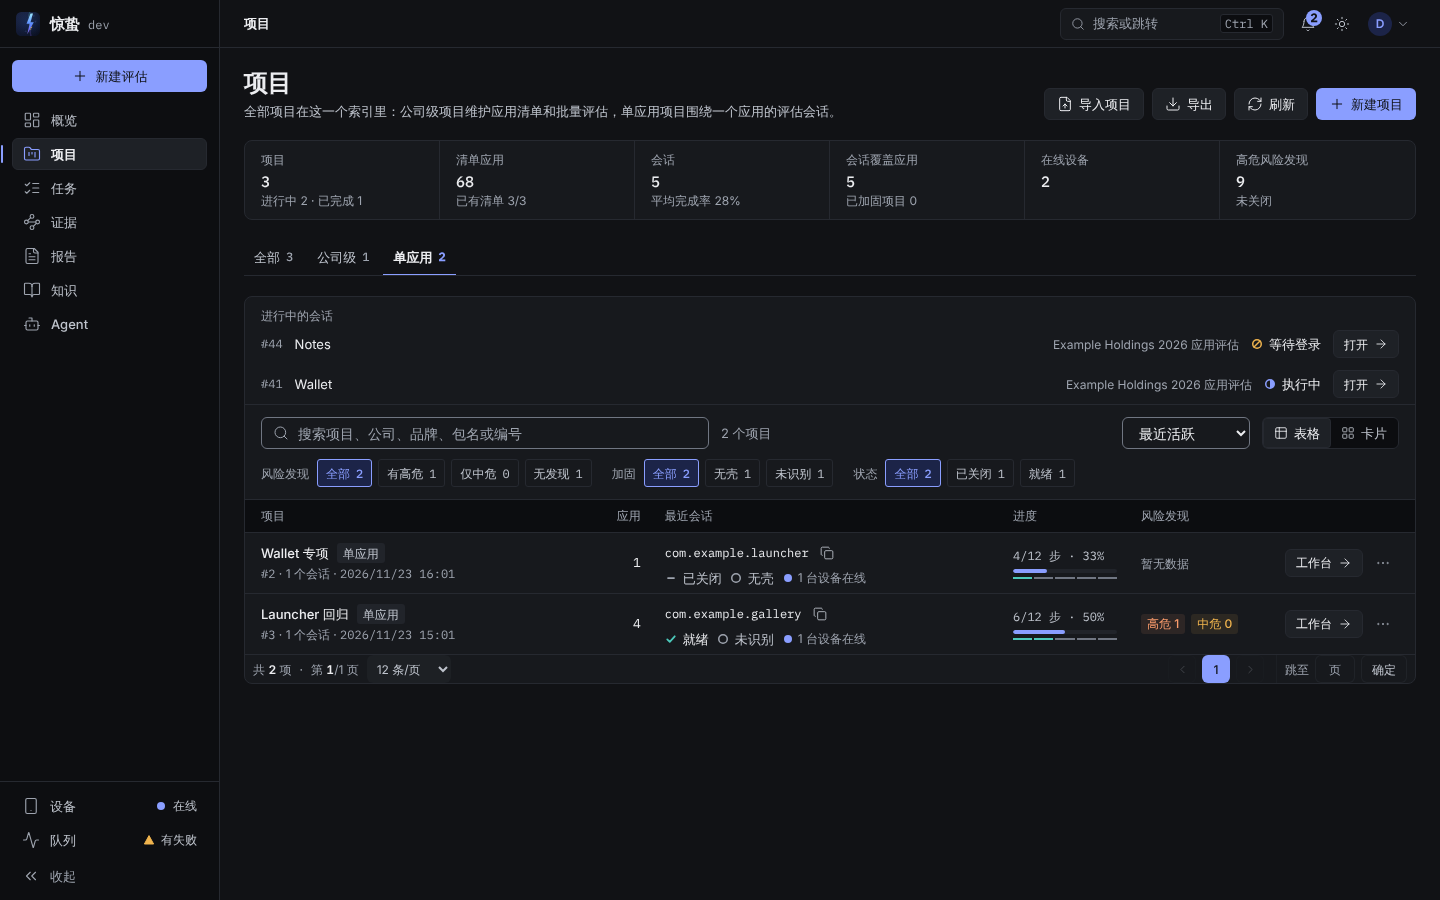 惊蛰 dev
项目
搜索或跳转 Ctrl K
2
D
新建评估
概览
项目
任务
证据
报告
知识
Agent
设备 在线
队列 有失败
收起
项目
全部项目在这一个索引里：公司级项目维护应用清单和批量评估，单应用项目围绕一个应用的评估会话。
导入项目 导出 刷新 新建项目
项目 清单应用 会话 会话覆盖应用 在线设备 高危风险发现
3 68 5 5 2 9
进行中 2 · 已完成 1 已有清单 3/3 平均完成率 28% 已加固项目 0 未关闭
全部 3 公司级 1 单应用 2
进行中的会话
#44 Notes Example Holdings 2026 应用评估 等待登录 打开
#41 Wallet Example Holdings 2026 应用评估 执行中 打开
搜索项目、公司、品牌、包名或编号 2 个项目 最近活跃 表格 卡片
风险发现 全部 2 有高危 1 仅中危 0 无发现 1 加固 全部 2 无壳 1 未识别 1 状态 全部 2 已关闭 1 就绪 1
项目 应用 最近会话 进度 风险发现
Wallet 专项 单应用 1 com.example.launcher 4/12 步 · 33% 暂无数据 工作台
#2 · 1 个会话 · 2026/11/23 16:01 已关闭 无壳 1 台设备在线
Launcher 回归 单应用 4 com.example.gallery 6/12 步 · 50% 高危 1 中危 0 工作台
#3 · 1 个会话 · 2026/11/23 15:01 就绪 未识别 1 台设备在线
共 2 项 · 第 1/1 页 12 条/页 1 跳至 页 确定